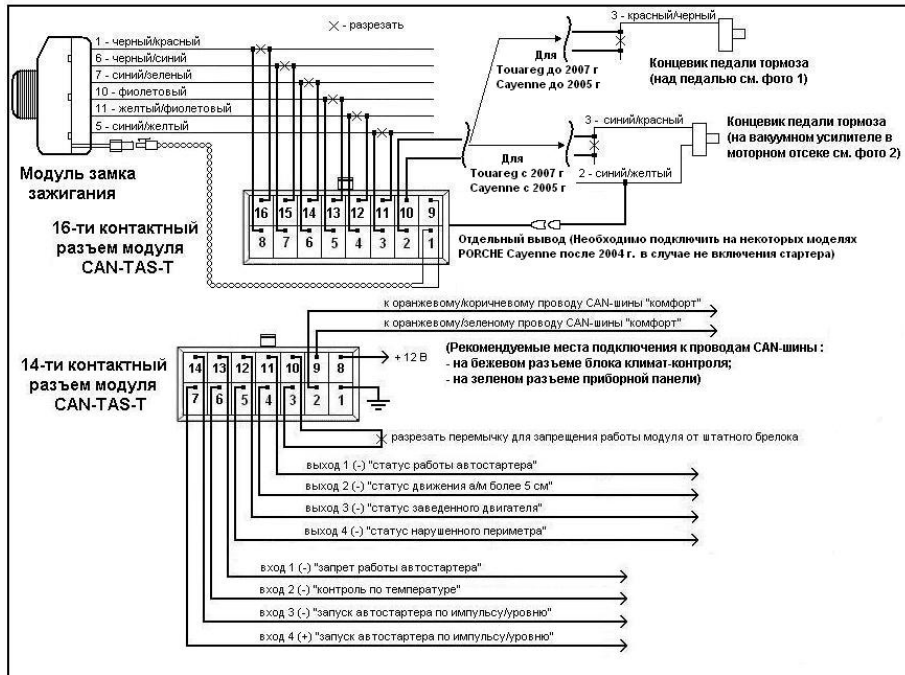 ✕ - разрезать
1 - черный/красный
6 - черный/синий
7 - синий/зеленый
10 - фиолетовый
11 - желтый/фиолетовый
5 - синий/желтый
Модуль замка
зажигания
3 - красный/черный
Для
Touareg до 2007 г
Cayenne до 2005 г
Концевик педали тормоза
(над педалью см. фото 1)
3 - синий/красный
Концевик педали тормоза
(на вакуумном усилителе в
моторном отсеке см. фото 2)
Для
Touareg с 2007 г
Cayenne с 2005 г
2 - синий/желтый
16-ти контактный
разъем модуля
CAN-TAS-T
16 15 14 13 12 11 10 9
8 7 6 5 4 3 2 1
Отдельный вывод (Необходимо подключить на некоторых моделях
PORCHE Cayenne после 2004 г. в случае не включения стартера)
к оранжевому/коричневому проводу CAN-шины "комфорт"
к оранжевому/зеленому проводу CAN-шины "комфорт"
14-ти контактный
разъем модуля
CAN-TAS-T
14 13 12 11 10 9 8
7 6 5 4 3 2 1
+ 12 В
(Рекомендуемые места подключения к проводам CAN-шины :
- на бежевом разъеме блока климат-контроля;
- на зеленом разъеме приборной панели)
разрезать перемычку для запрещения работы модуля от штатного брелока
выход 1 (-) "статус работы автостартера"
выход 2 (-) "статус движения а/м более 5 см"
выход 3 (-) "статус заведенного двигателя"
выход 4 (-) "статус нарушенного периметра"
вход 1 (-) "запрет работы автостартера"
вход 2 (-) "контроль по температуре"
вход 3 (-) "запуск автостартера по импульсу/уровню"
вход 4 (+) "запуск автостартера по импульсу/уровню"